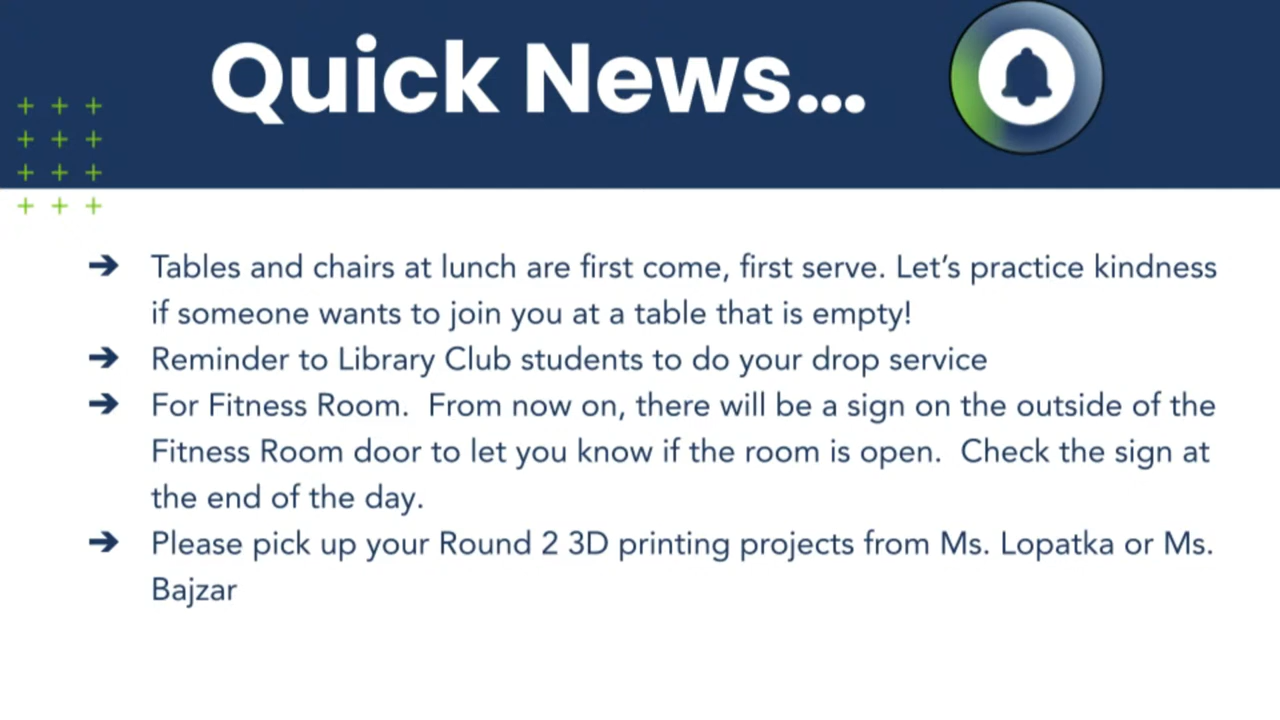 Quick News...
➔ Tables and chairs at lunch are first come, first serve. Let's practice kindness
if someone wants to join you at a table that is empty!
➔ Reminder to Library Club students to do your drop service
➔ For Fitness Room.  From now on, there will be a sign on the outside of the
Fitness Room door to let you know if the room is open.  Check the sign at
the end of the day.
➔ Please pick up your Round 2 3D printing projects from Ms. Lopatka or Ms.
Bajzar